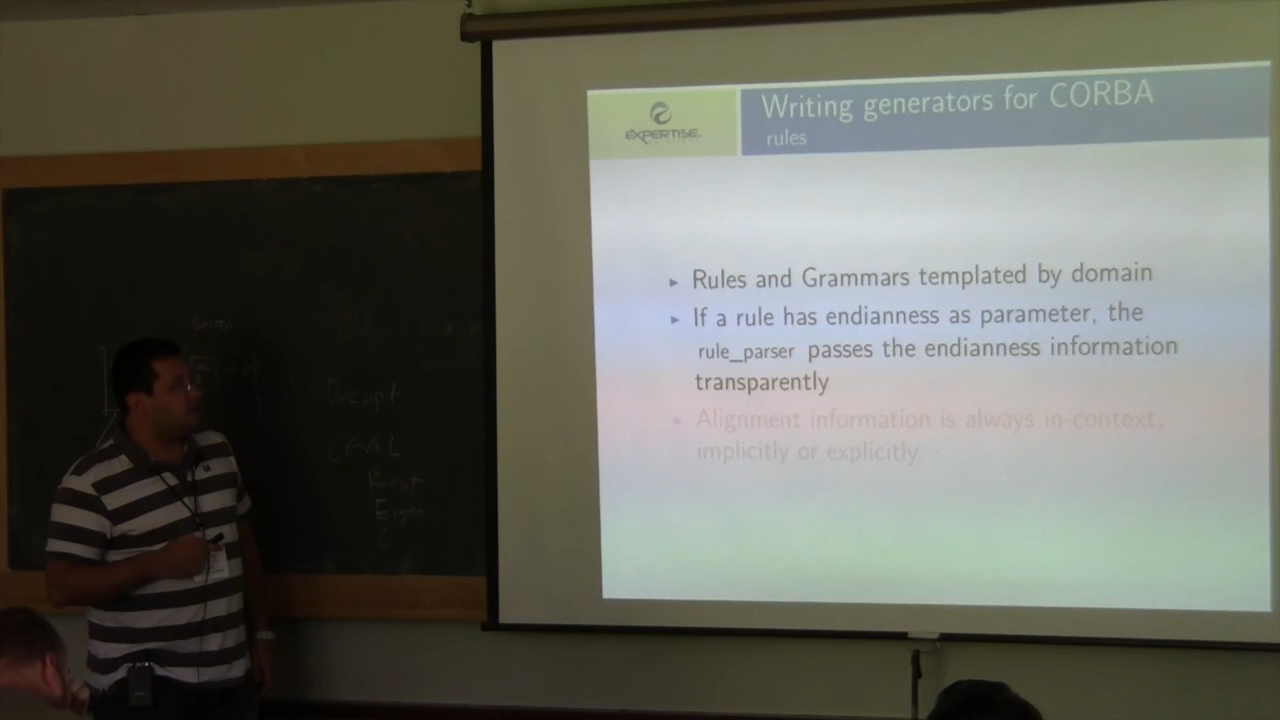 Writing generators for CORBA
EXPERTISE.
rules
▸ Rules and Grammars templated by domain
▸ If a rule has endianness as parameter, the
rule_parser passes the endianness information
transparently
▸ Alignment information is always in-context,
implicitly or explicitly.